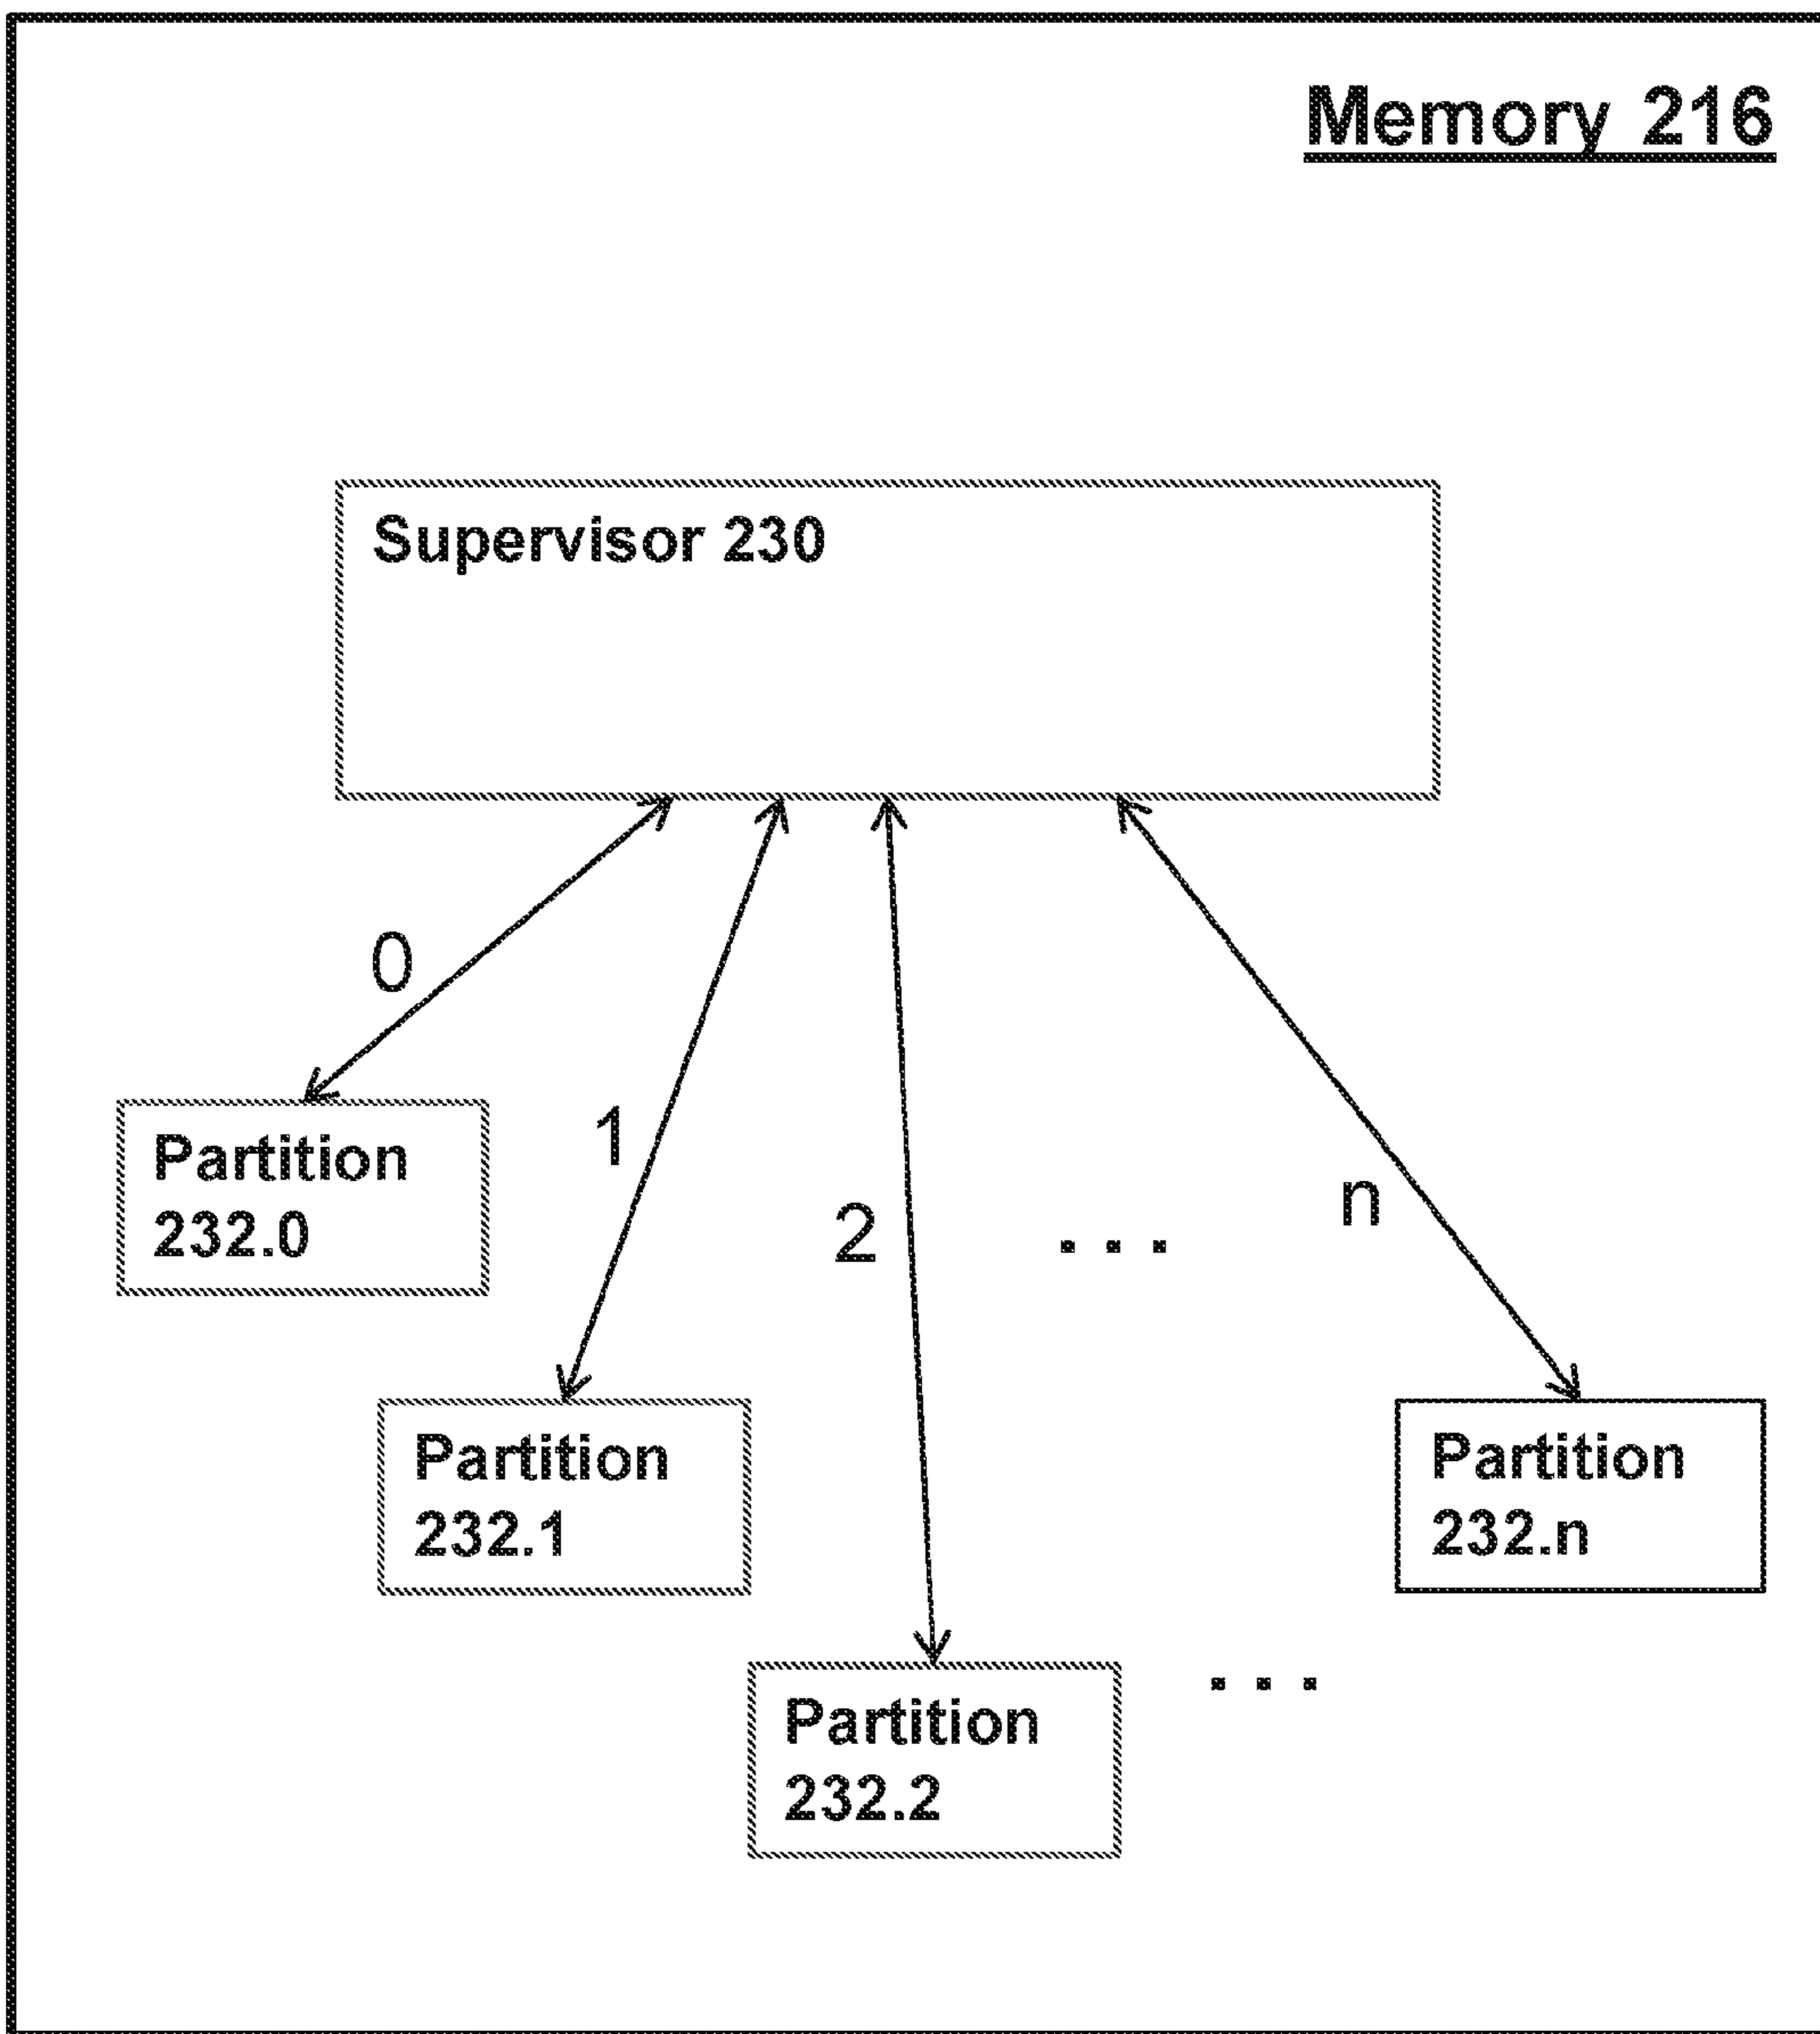 Memory 216
Supervisor 230
0
1
2
. . .
n
Partition
232.0
Partition
232.1
Partition
232.n
Partition
232.2
. . .